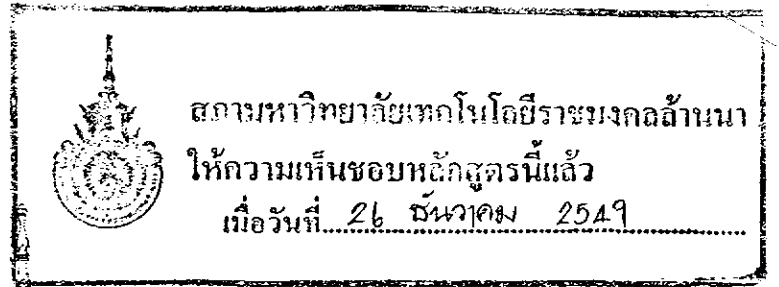 สภามหาวิทยาลัยเทคโนโลยีราชมงคลล้านนา
ให้ความเห็นชอบหลักสูตรนี้แล้ว
เมื่อวันที่ 26 ธันวาคม 2549